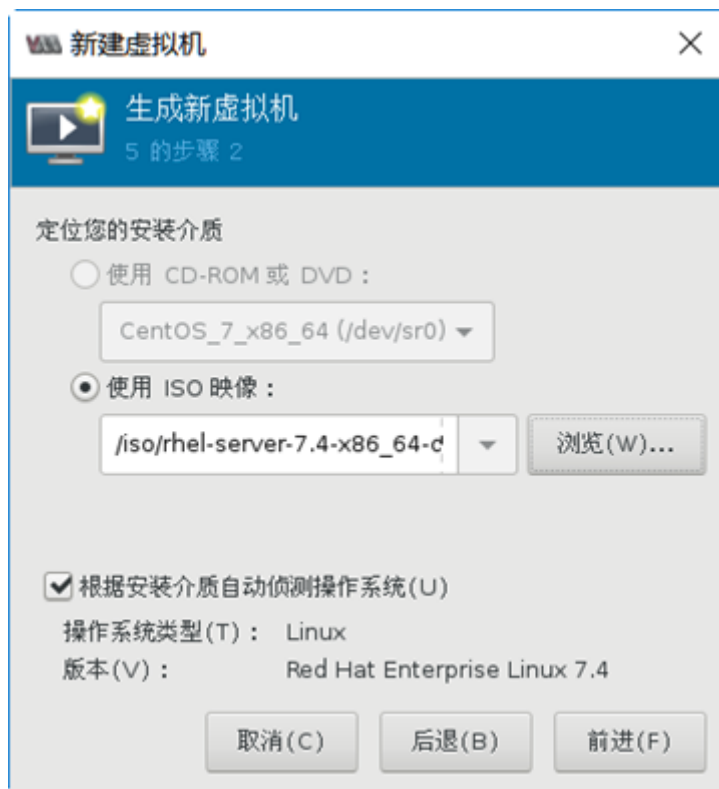 新建虚拟机
生成新虚拟机
5 的步骤 2
定位您的安装介质
使用 CD-ROM 或 DVD：
CentOS_7_x86_64 (/dev/sr0)
使用 ISO 映像：
/iso/rhel-server-7.4-x86_64-d
浏览(W)...
根据安装介质自动侦测操作系统(U)
操作系统类型(T)： Linux
版本(V)： Red Hat Enterprise Linux 7.4
取消(C) 后退(B) 前进(F)